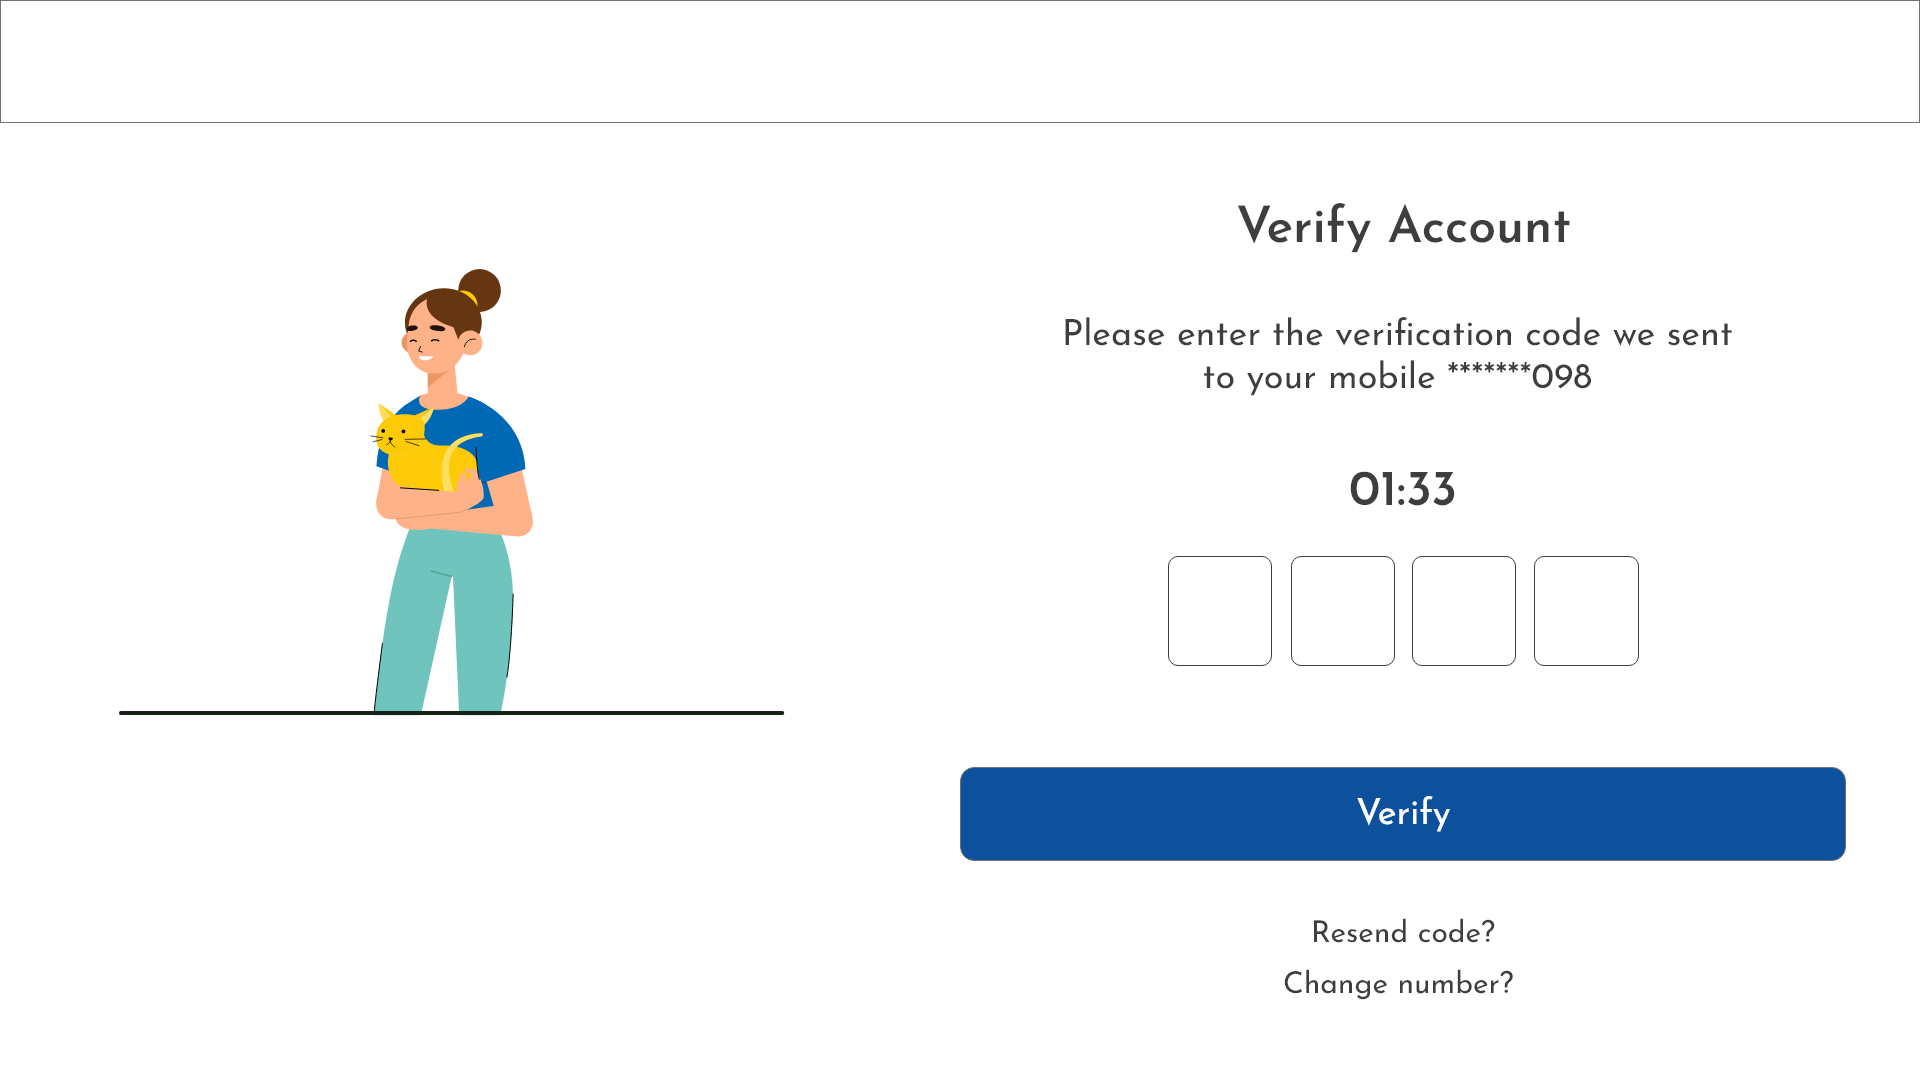 Verify Account
Please enter the verification code we sent
to your mobile *******098
01:33
Verify
Resend code?
Change number?